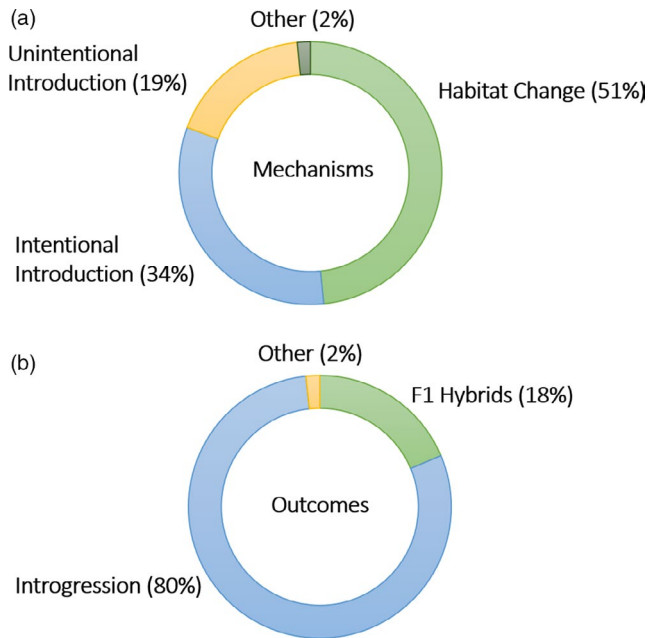 (a)
Other (2%)
Unintentional
Introduction (19%)
Habitat Change (51%)
Mechanisms
Intentional
Introduction (34%)
(b)
Other (2%)
F1 Hybrids (18%)
Outcomes
Introgression (80%)